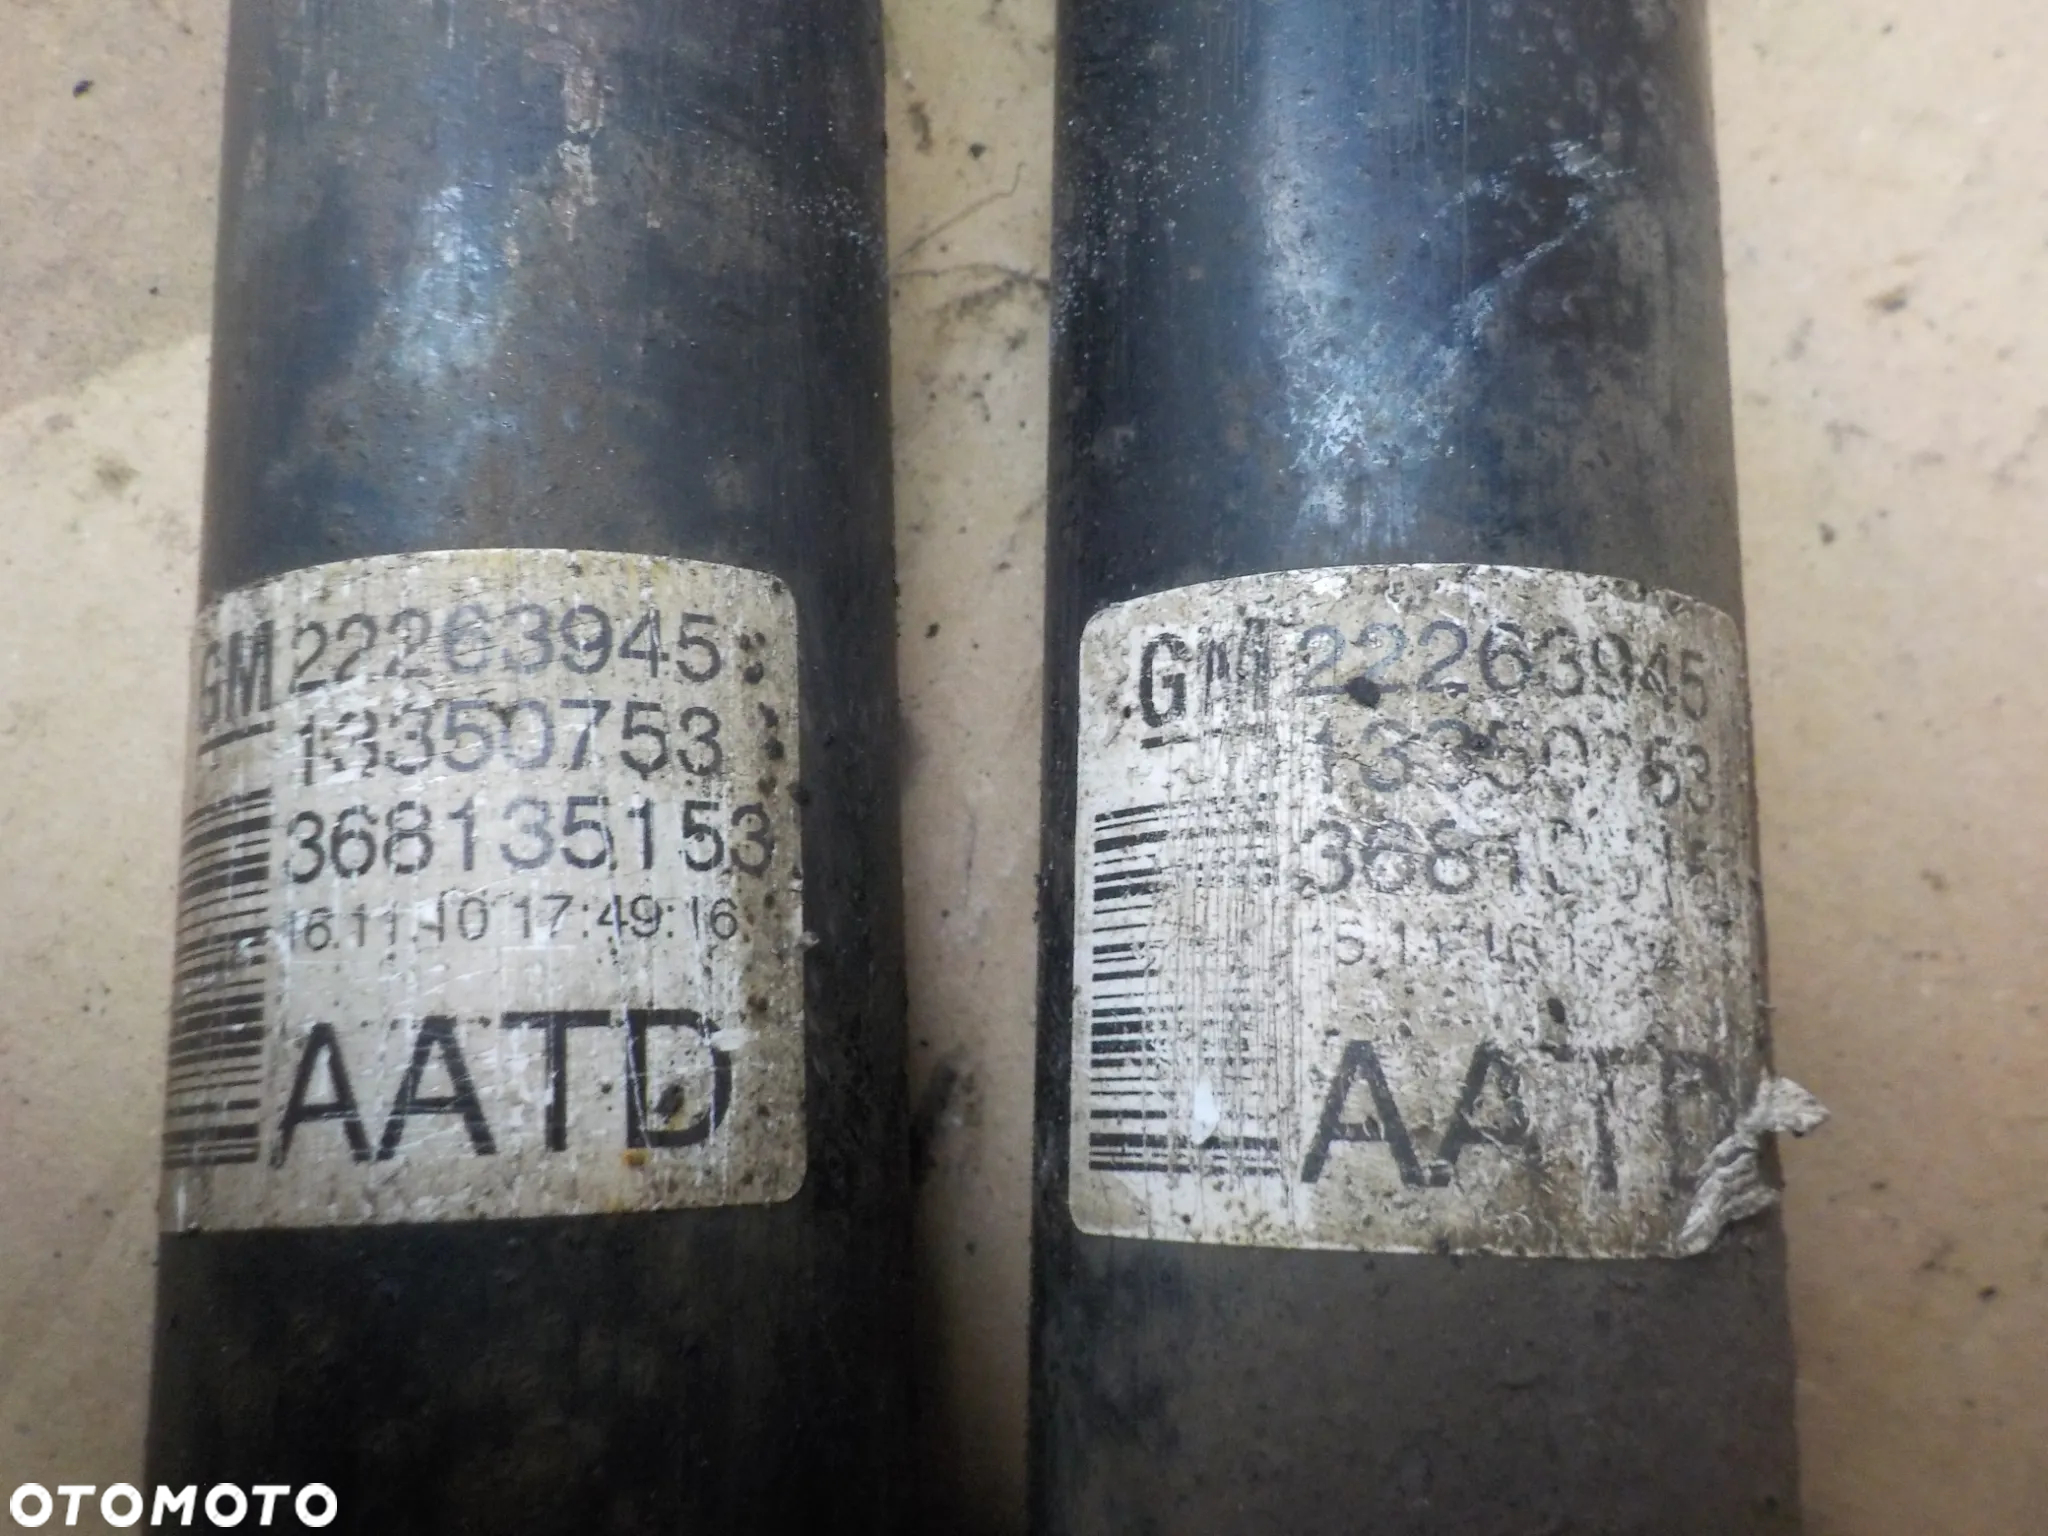 GM 22263945
13350753
368135153
16.11.10 17:49:16
AATD
GM 22263945
AATD
OTOMOTO